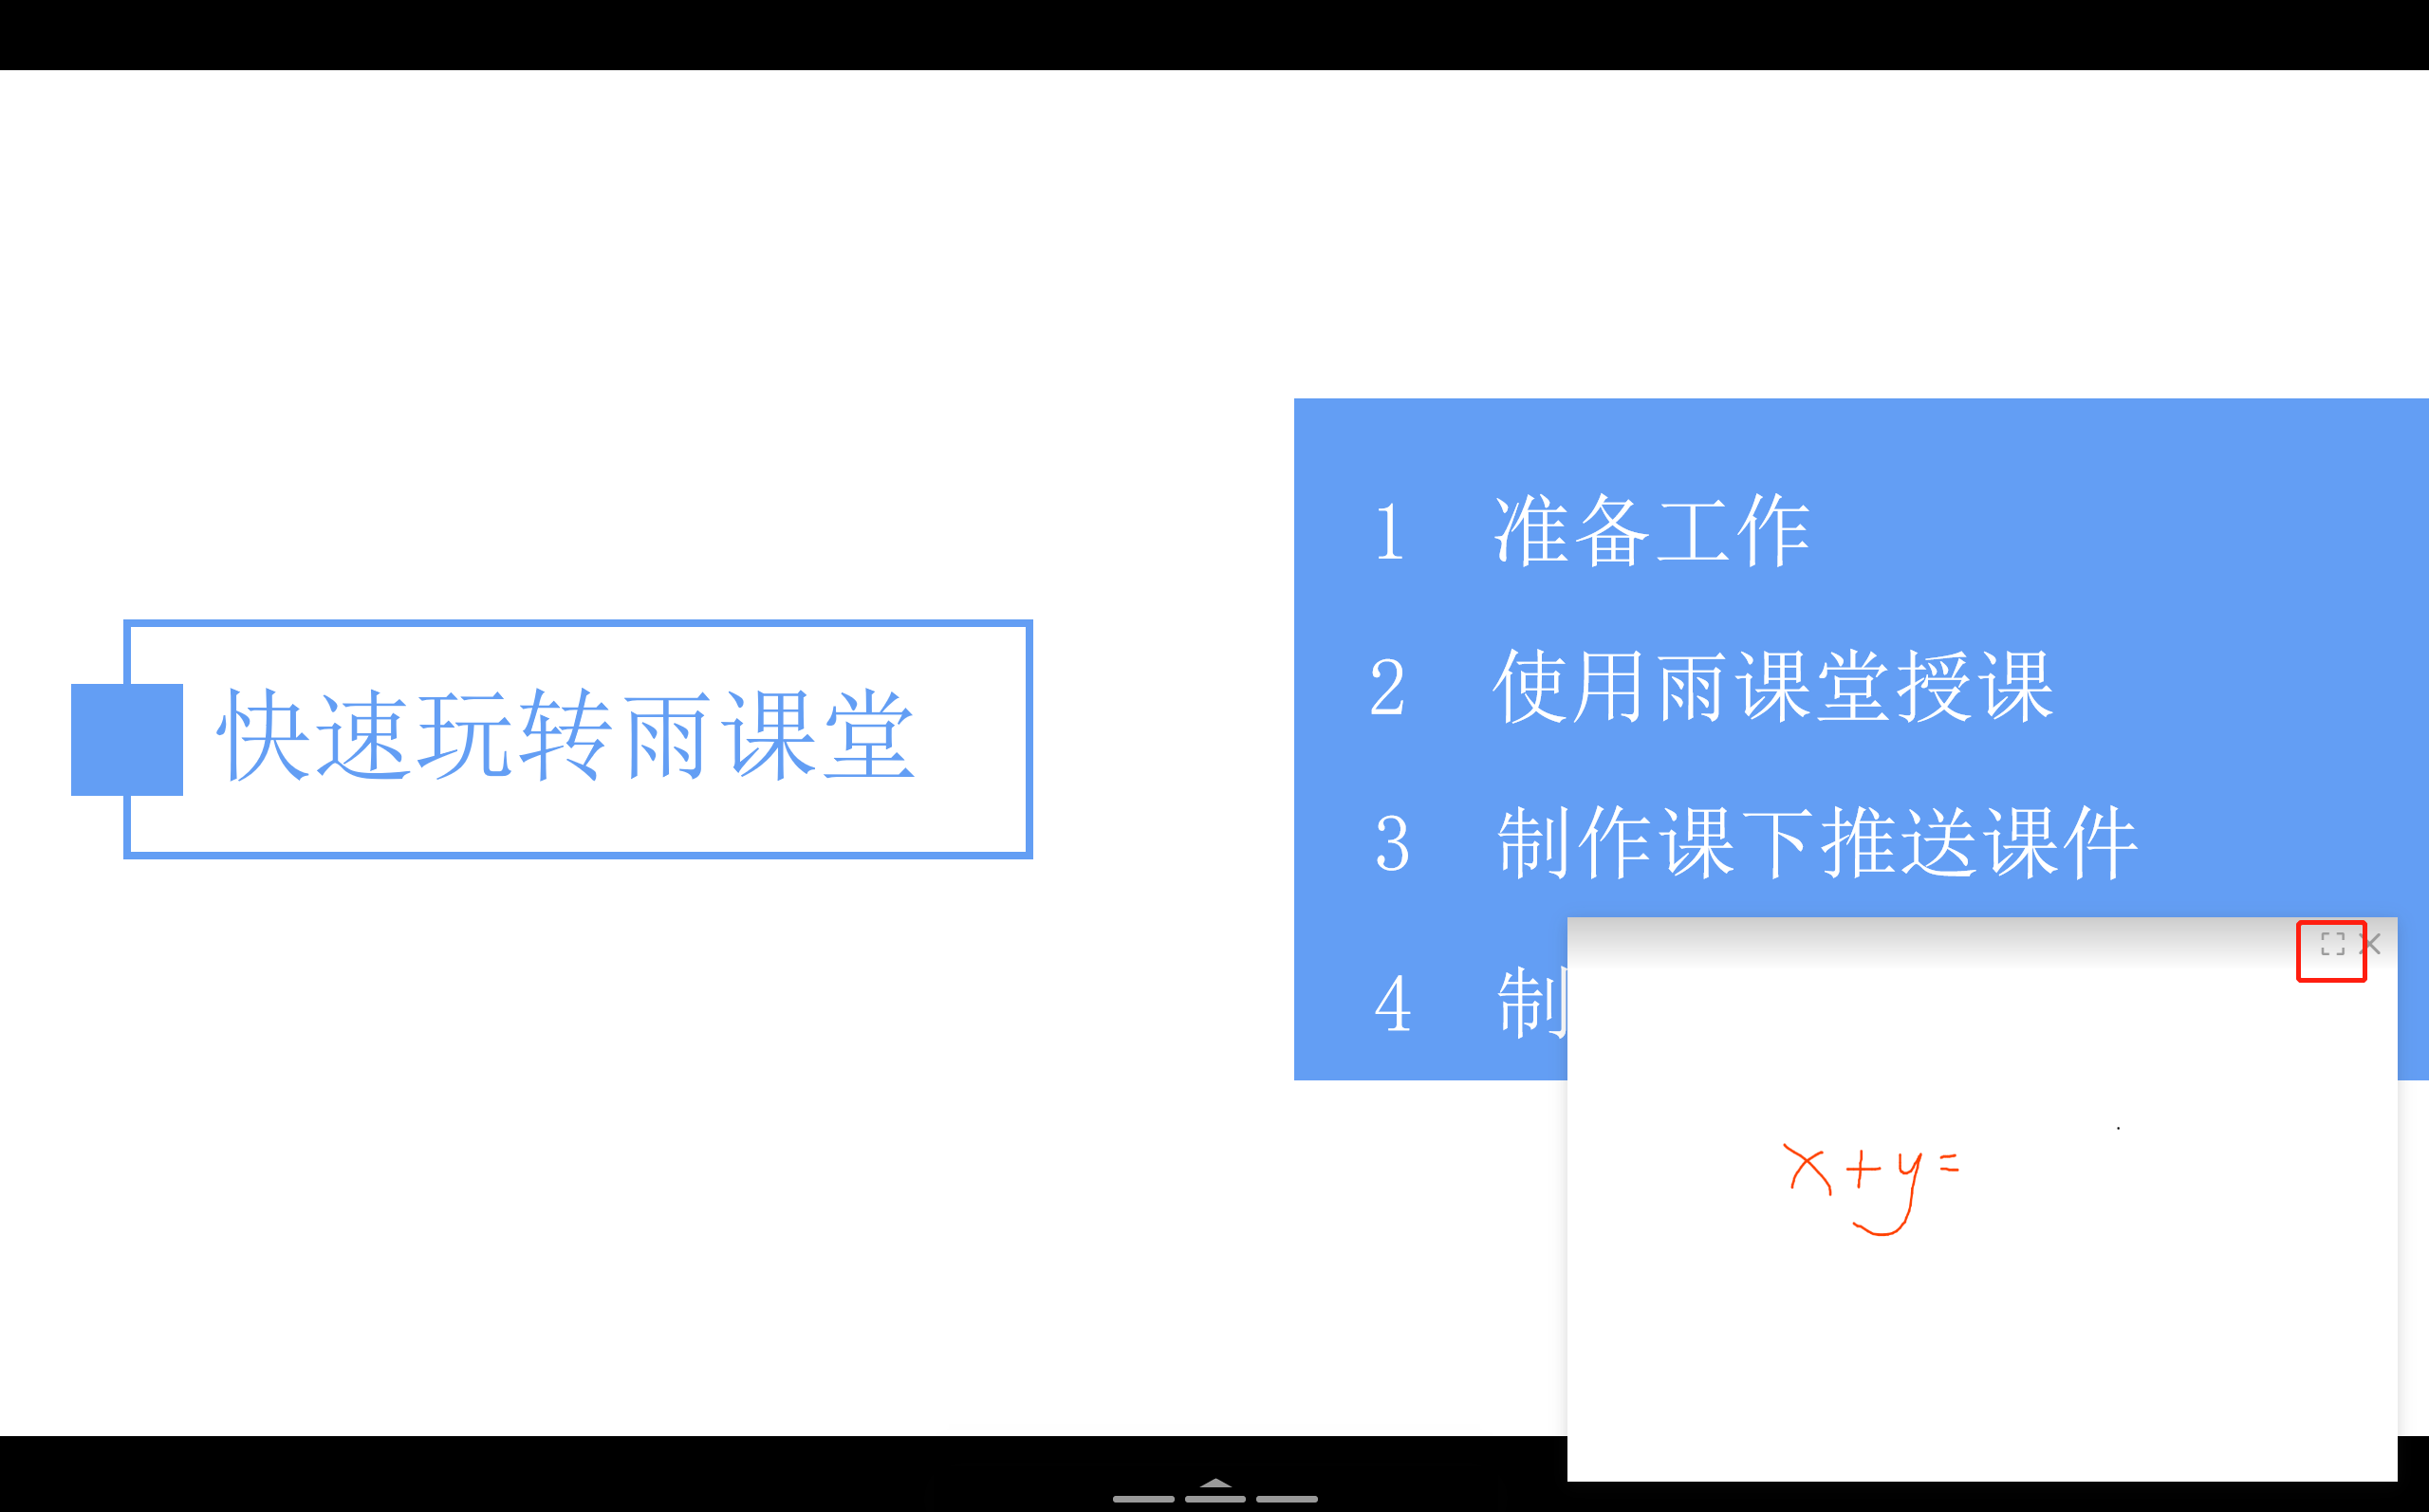 快速玩转雨课堂
1 准备工作
2 使用雨课堂授课
3 制作课下推送课件
4 制
x+y=